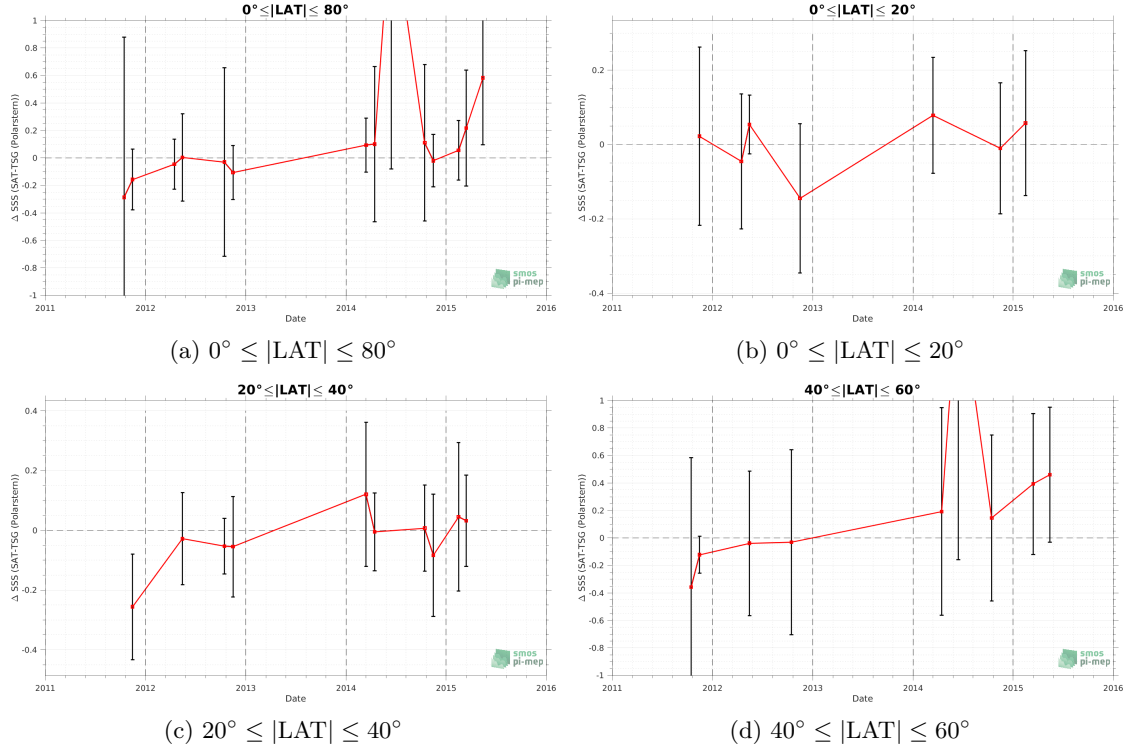 0°≤|LAT|≤ 80°
1
0.8
0.6
0.4
0.2
0
-0.2
-0.4
-0.6
-0.8
-1
Δ SSS (SAT-TSG (Polarstern))
2011 2012 2013 2014 2015 2016
Date
smos
pi-mep
(a) 0° ≤ |LAT| ≤ 80°
0°≤|LAT|≤ 20°
0.2
0
-0.2
-0.4
Δ SSS (SAT-TSG (Polarstern))
2011 2012 2013 2014 2015 2016
Date
smos
pi-mep
(b) 0° ≤ |LAT| ≤ 20°
20°≤|LAT|≤ 40°
0.4
0.2
0
-0.2
-0.4
Δ SSS (SAT-TSG (Polarstern))
2011 2012 2013 2014 2015 2016
Date
smos
pi-mep
(c) 20° ≤ |LAT| ≤ 40°
40°≤|LAT|≤ 60°
1
0.8
0.6
0.4
0.2
0
-0.2
-0.4
-0.6
-0.8
-1
Δ SSS (SAT-TSG (Polarstern))
2011 2012 2013 2014 2015 2016
Date
smos
pi-mep
(d) 40° ≤ |LAT| ≤ 60°